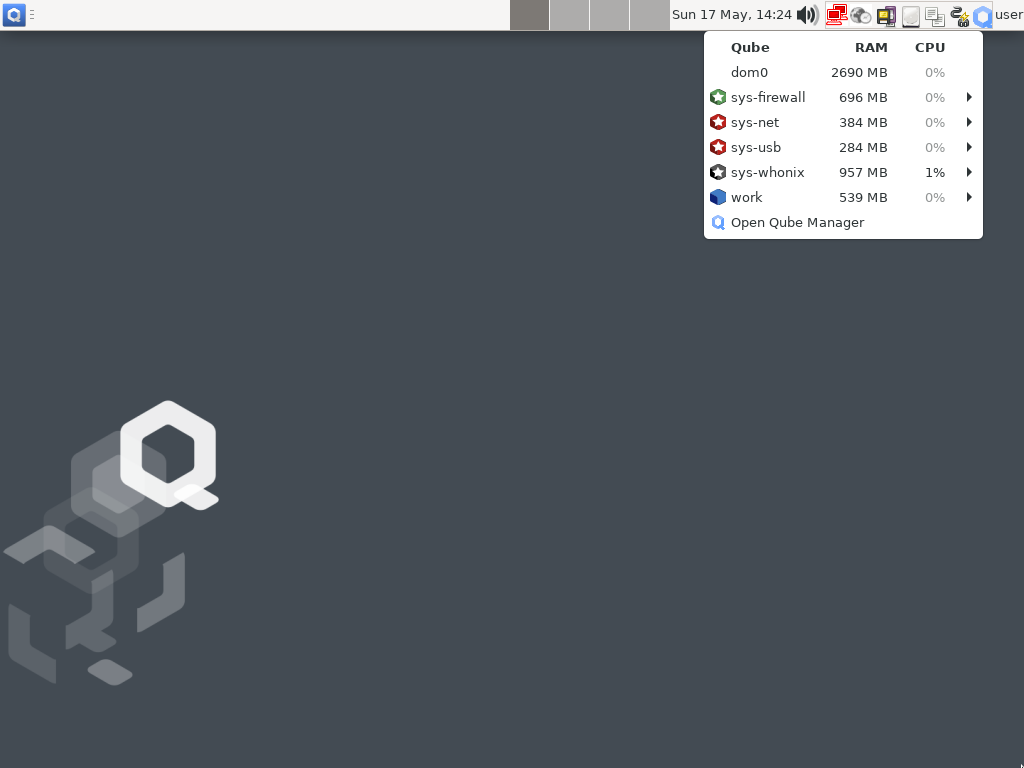 Sun 17 May, 14:24 user
Qube RAM CPU
dom0 2690 MB 0%
sys-firewall 696 MB 0%
sys-net 384 MB 0%
sys-usb 284 MB 0%
sys-whonix 957 MB 1%
work 539 MB 0%
Open Qube Manager